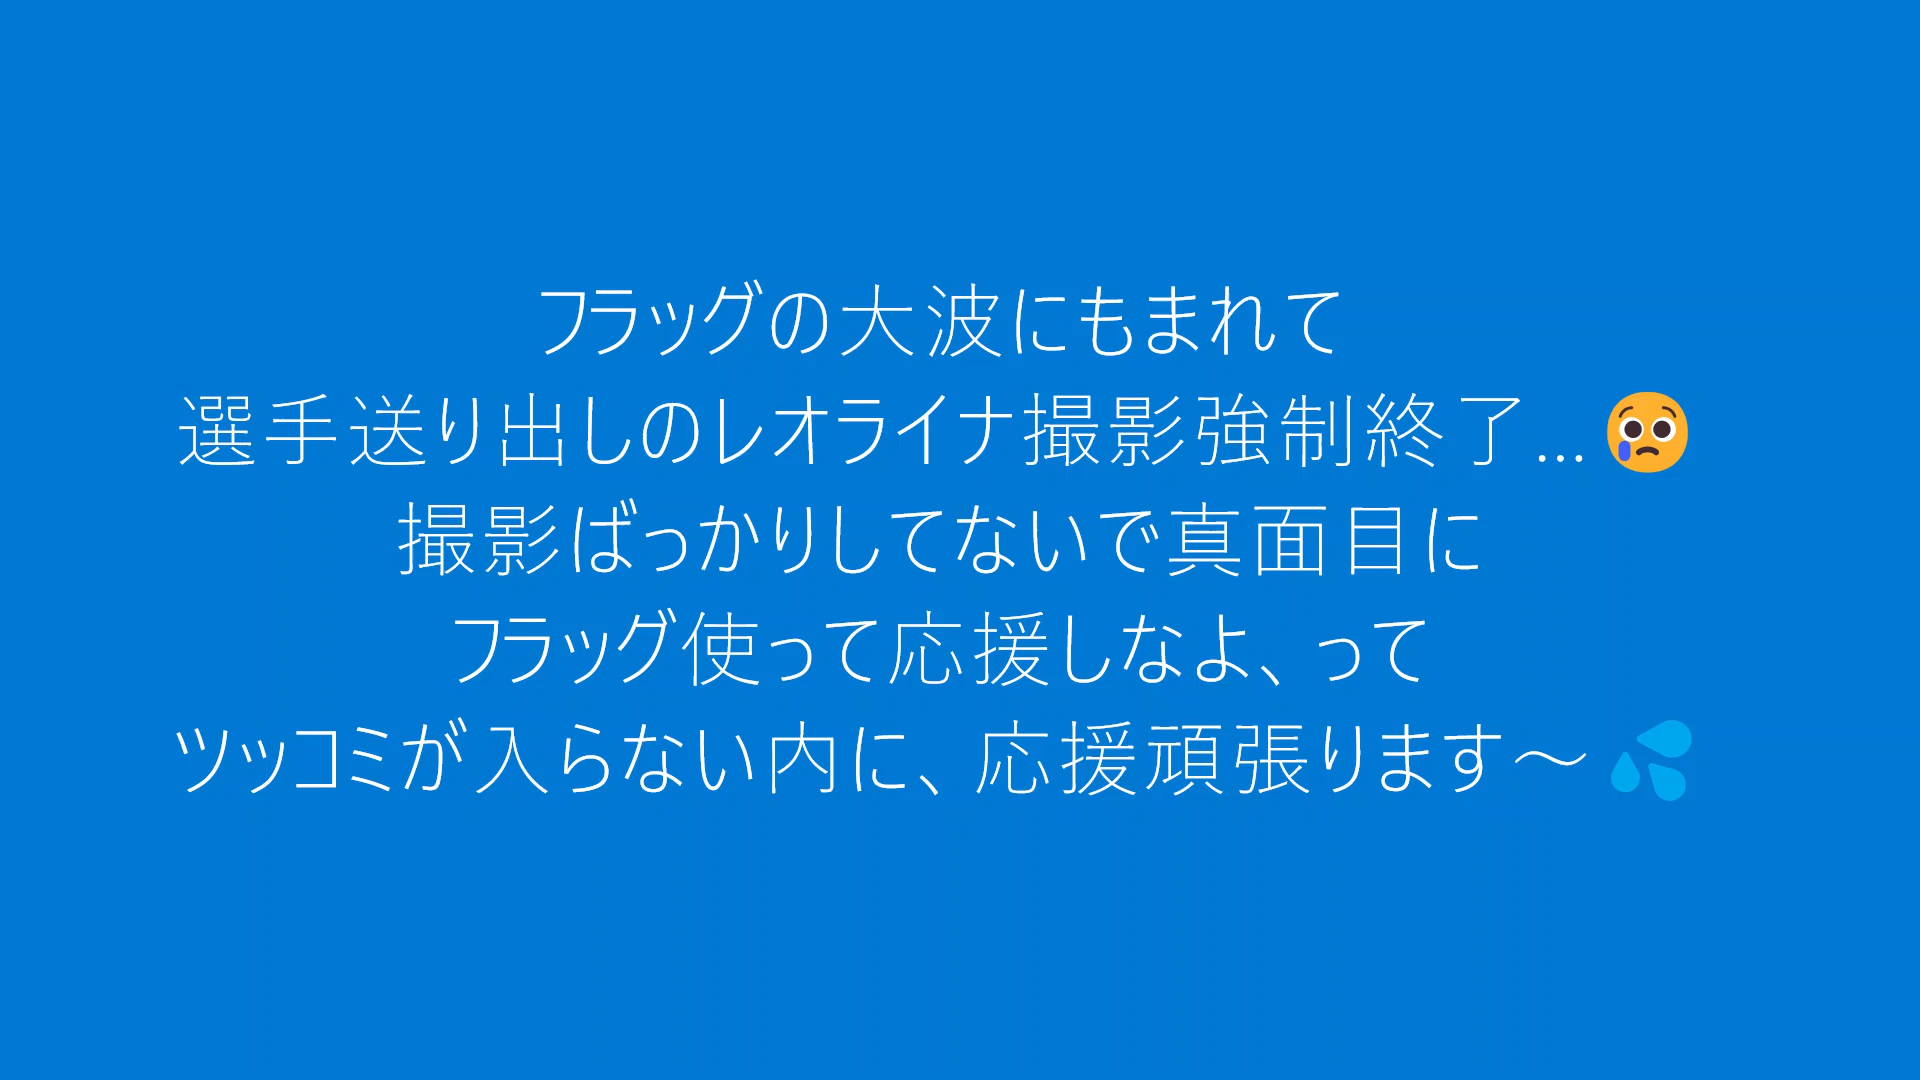 フラッグの大波にもまれて
選手送り出しのレオライナ撮影強制終了…😢
撮影ばっかりしてないで真面目に
フラッグ使って応援しなよ、って
ツッコミが入らない内に、応援頑張ります～💦